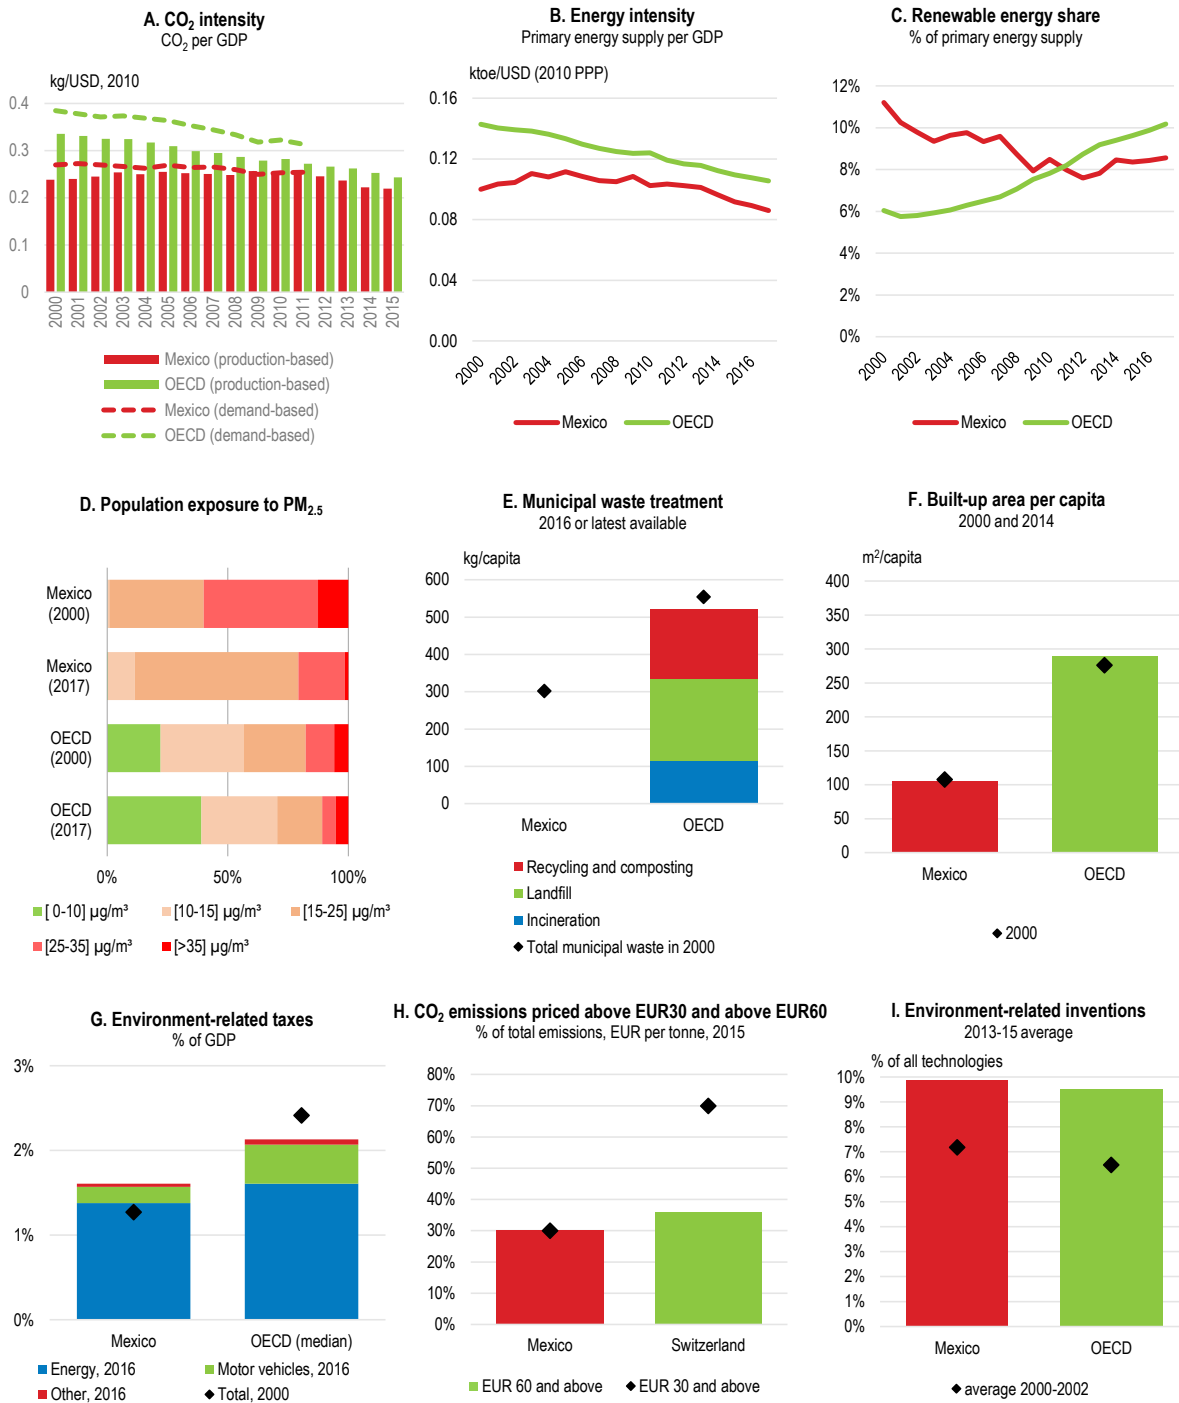 A. CO₂ intensity
CO₂ per GDP
kg/USD, 2010
0.4
0.3
0.2
0.1
0
2000
2001
2002
2003
2004
2005
2006
2007
2008
2009
2010
2011
2012
2013
2014
2015
Mexico (production-based)
OECD (production-based)
Mexico (demand-based)
OECD (demand-based)
B. Energy intensity
Primary energy supply per GDP
ktoe/USD (2010 PPP)
0.16
0.12
0.08
0.04
0.00
2000
2002
2004
2006
2008
2010
2012
2014
2016
Mexico
OECD
C. Renewable energy share
% of primary energy supply
12%
10%
8%
6%
4%
2%
0%
2000
2002
2004
2006
2008
2010
2012
2014
2016
Mexico
OECD
D. Population exposure to PM₂.₅
Mexico
(2000)
Mexico
(2017)
OECD
(2000)
OECD
(2017)
0%
50%
100%
[ 0-10] µg/m³
[10-15] µg/m³
[15-25] µg/m³
[25-35] µg/m³
[>35] µg/m³
E. Municipal waste treatment
2016 or latest available
kg/capita
600
500
400
300
200
100
0
Mexico
OECD
Recycling and composting
Landfill
Incineration
Total municipal waste in 2000
F. Built-up area per capita
2000 and 2014
m²/capita
400
350
300
250
200
150
100
50
0
Mexico
OECD
2000
G. Environment-related taxes
% of GDP
3%
2%
1%
0%
Mexico
OECD (median)
Energy, 2016
Motor vehicles, 2016
Other, 2016
Total, 2000
H. CO₂ emissions priced above EUR30 and above EUR60
% of total emissions, EUR per tonne, 2015
80%
70%
60%
50%
40%
30%
20%
10%
0%
Mexico
Switzerland
EUR 60 and above
EUR 30 and above
I. Environment-related inventions
2013-15 average
% of all technologies
10%
9%
8%
7%
6%
5%
4%
3%
2%
1%
0%
Mexico
OECD
average 2000-2002